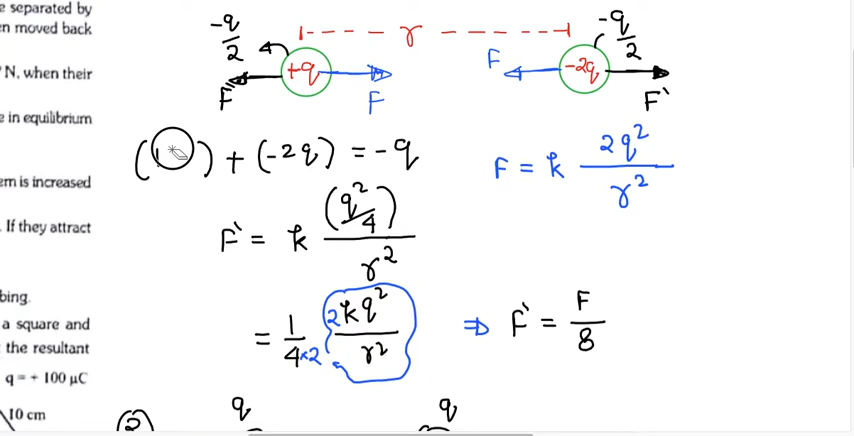 e separated by
en moved back
N, when their
e in equilibrium
em is increased
. If they attract
bing.
a square and
the resultant
q = + 100 μC
10 cm
-q/2
r
-q/2
+q
-2q
F
F`
F
F`
( ) + (-2q) = -q
F = k 2q²/r²
F` = k (q²/4)/r²
= 1/4×2 2kq²/r² ⇒ F` = F/8
(2) q q